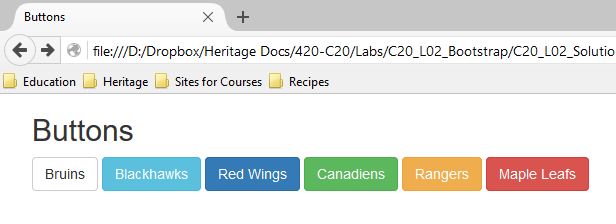 Buttons
file:///D:/Dropbox/Heritage Docs/420-C20/Labs/C20_L02_Bootstrap/C20_L02_Solutio
Education Heritage Sites for Courses Recipes
Buttons
Bruins Blackhawks Red Wings Canadiens Rangers Maple Leafs